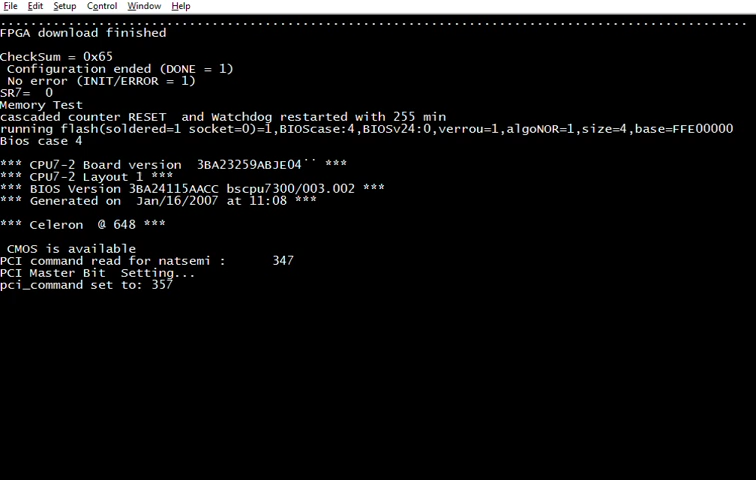 File Edit Setup Control Window Help
....................................................................................................
FPGA download finished
CheckSum = 0x65
Configuration ended (DONE = 1)
No error (INIT/ERROR = 1)
SR7= 0
Memory Test
cascaded counter RESET and Watchdog restarted with 255 min
running flash(soldered=1 socket=0)=1,BIOScase:4,BIOSv24:0,verrou=1,algoNOR=1,size=4,base=FFE00000
Bios case 4
*** CPU7-2 Board version 3BA23259ABJE04`` ***
*** CPU7-2 Layout 1 ***
*** BIOS Version 3BA24115AACC bscpu7300/003.002 ***
*** Generated on Jan/16/2007 at 11:08 ***
*** Celeron @ 648 ***
CMOS is available
PCI command read for natsemi : 347
PCI Master Bit Setting...
pci_command set to: 357